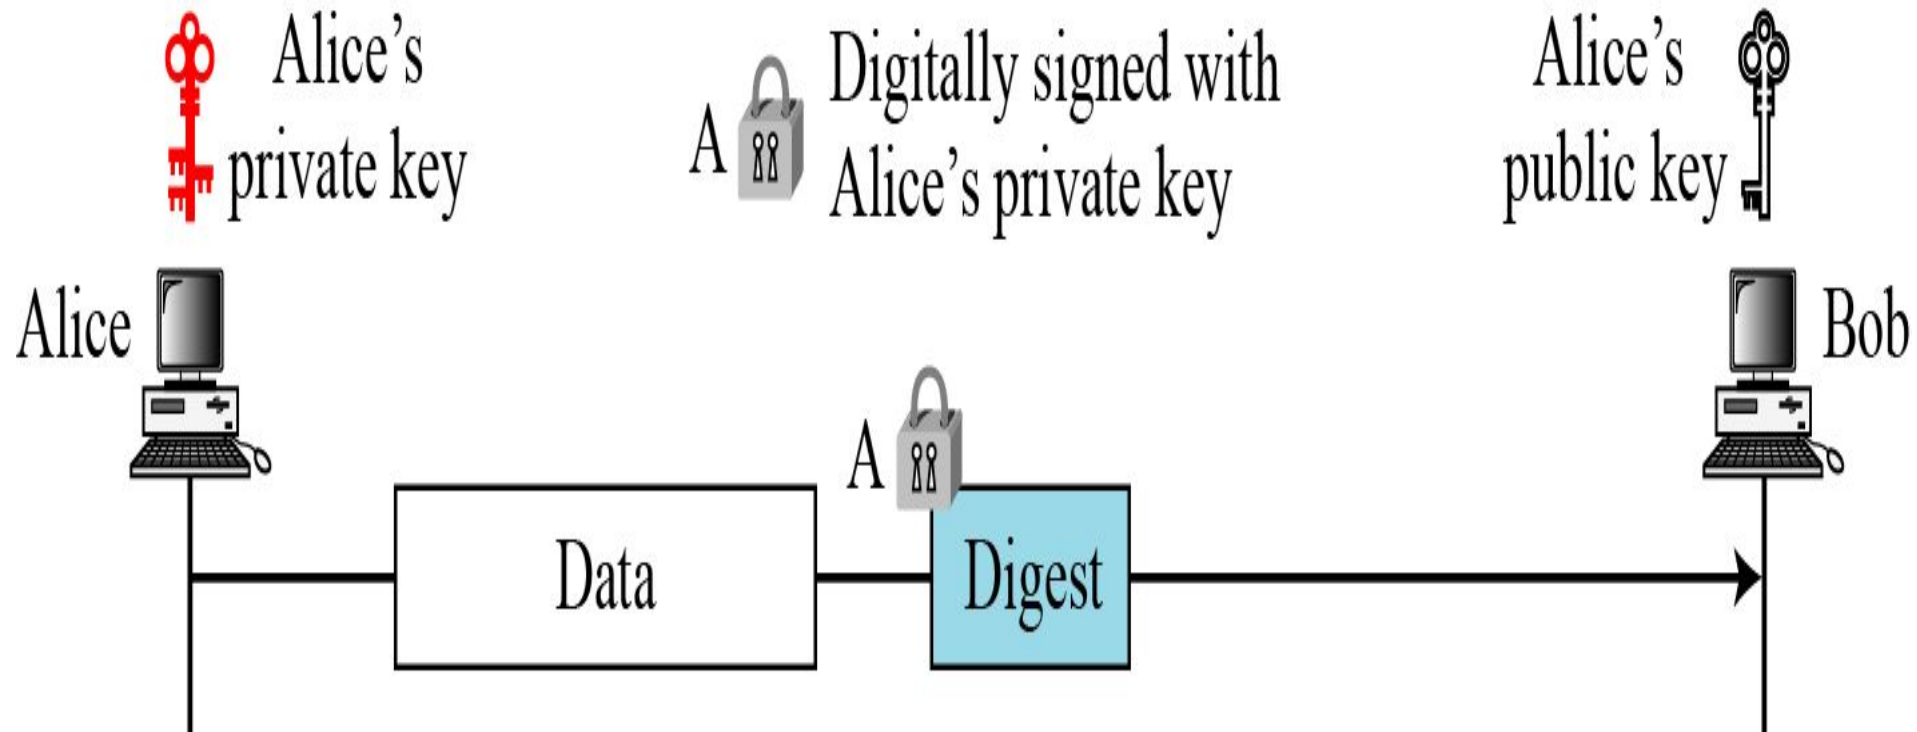 Alice’s
private key
A
Digitally signed with
Alice’s private key
Alice’s
public key
Alice
Bob
A
Data
Digest